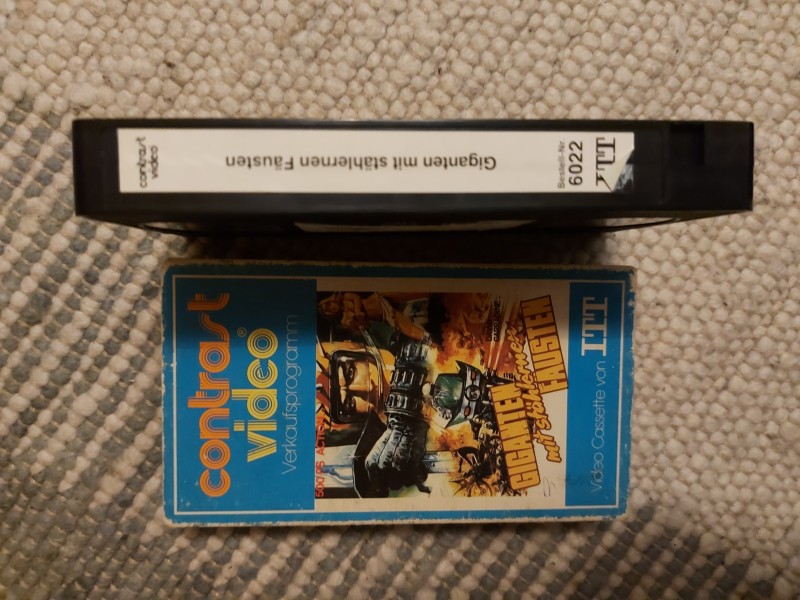 contrast
video
Giganten mit stählernen Fäusten
Bestell-Nr.
6022
ITT
contrast
video®
Verkaufsprogramm
GIGANTEN
mit stählernen
FÄUSTEN
Video Cassette von ITT